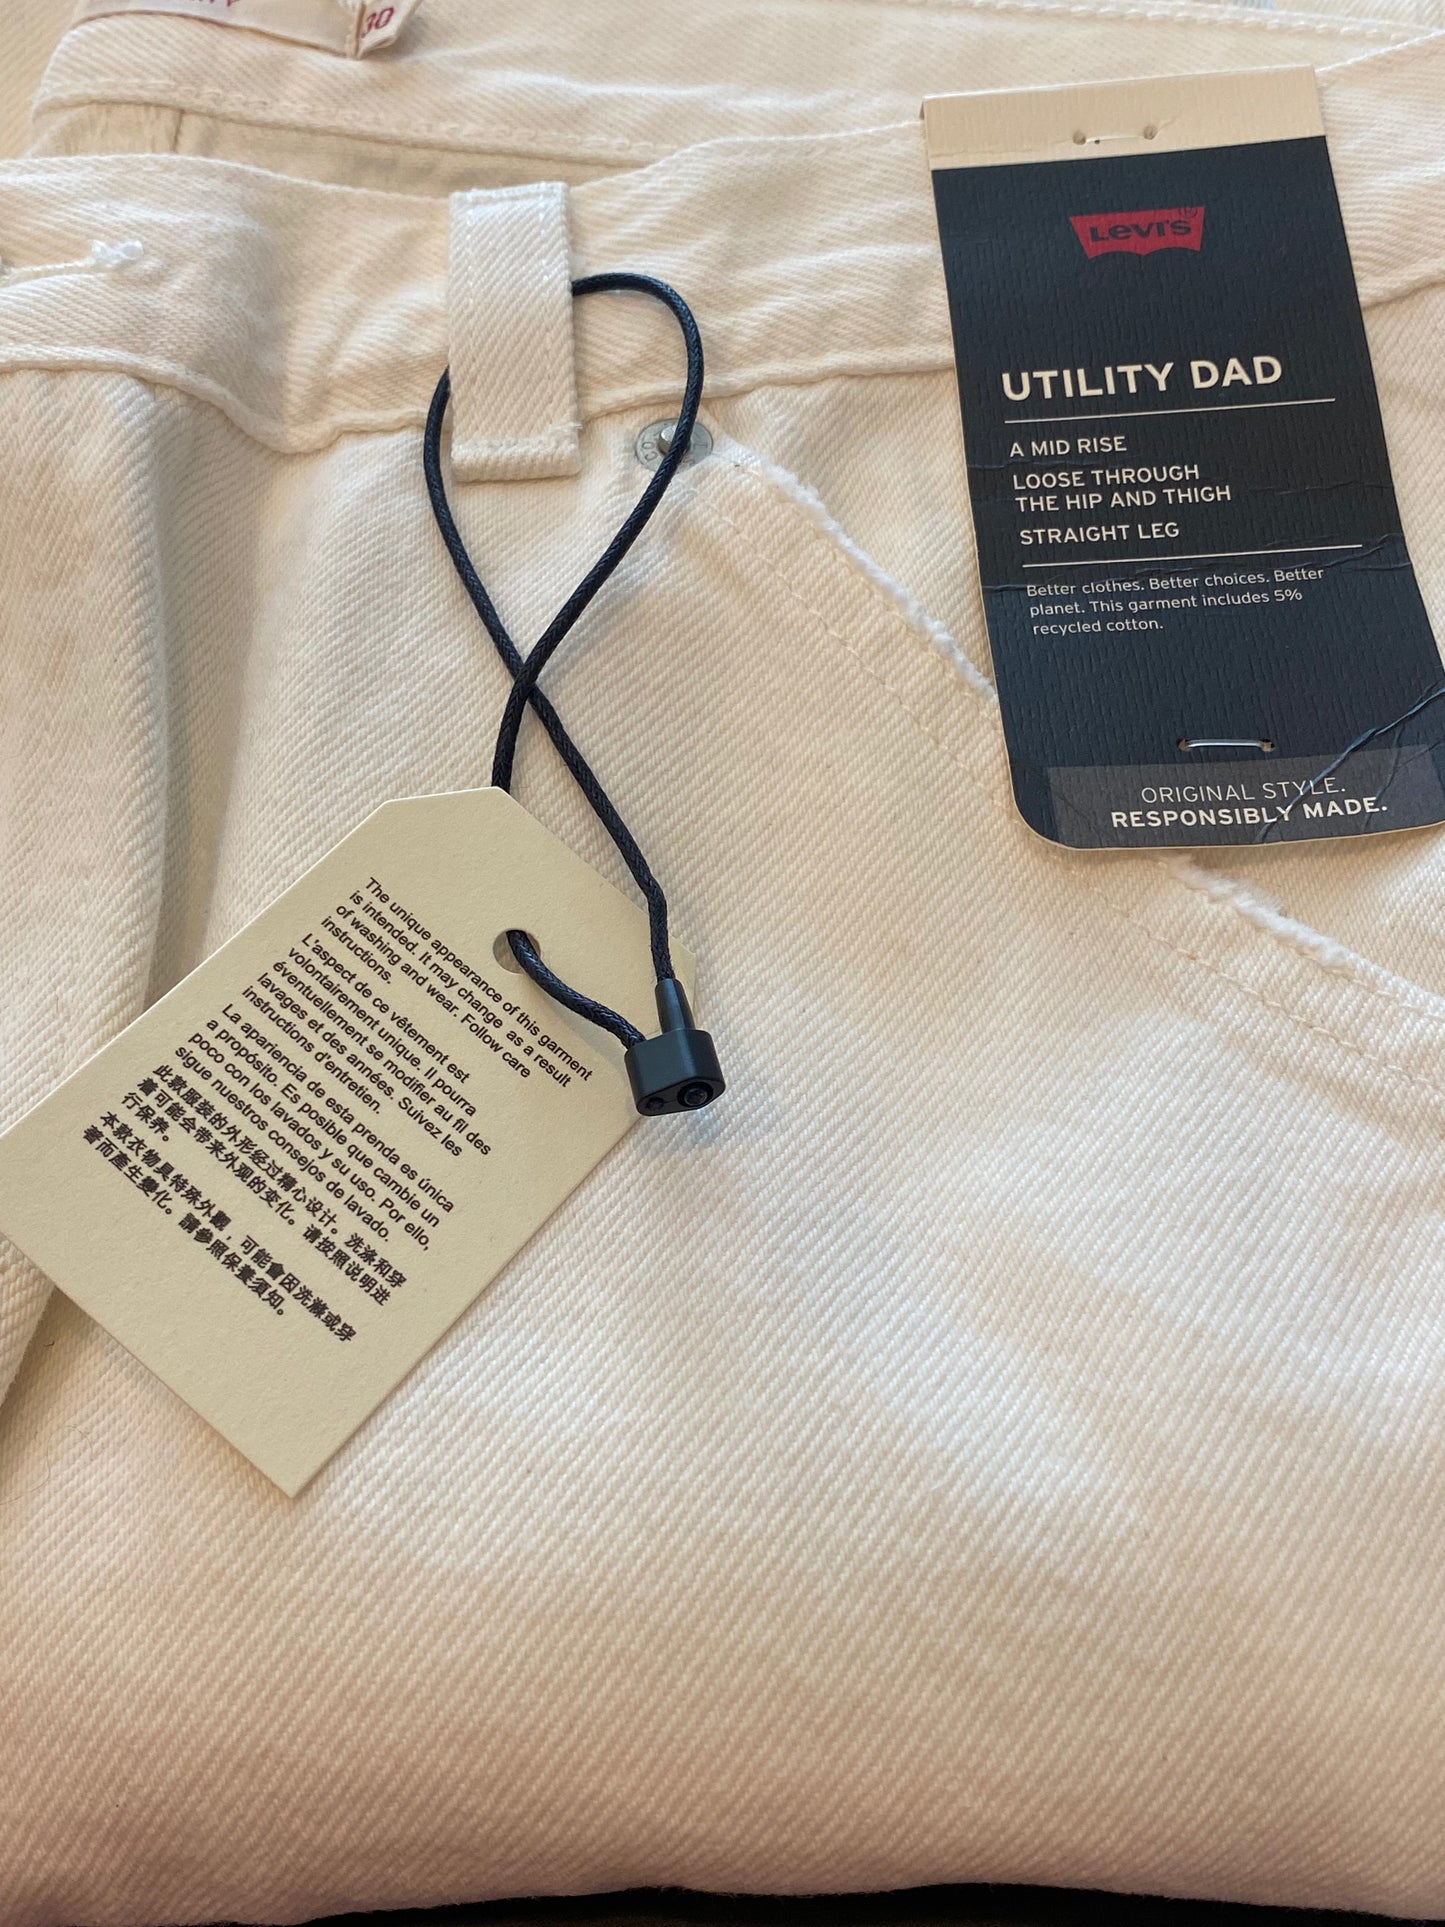 30
Levi's®
UTILITY DAD
A MID RISE
LOOSE THROUGH
THE HIP AND THIGH
STRAIGHT LEG
Better clothes. Better choices. Better
planet. This garment includes 5%
recycled cotton.
ORIGINAL STYLE.
RESPONSIBLY MADE.
The unique appearance of this garment
is intended. It may change as a result
of washing and wear. Follow care
instructions.
L'aspect de ce vêtement est
volontairement unique. Il pourra
éventuellement se modifier au fil des
lavages et des années. Suivez les
instructions d'entretien.
La apariencia de esta prenda es única
a propósito. Es posible que cambie un
poco con los lavados y su uso. Por ello,
sigue nuestros consejos de lavado.
此款服装的外形经过精心设计。洗涤和穿
着可能会带来外观的变化。请按照说明进
行保养。
本款衣物具特殊外觀，可能會因洗滌或穿
著而產生變化。請參照保養須知。